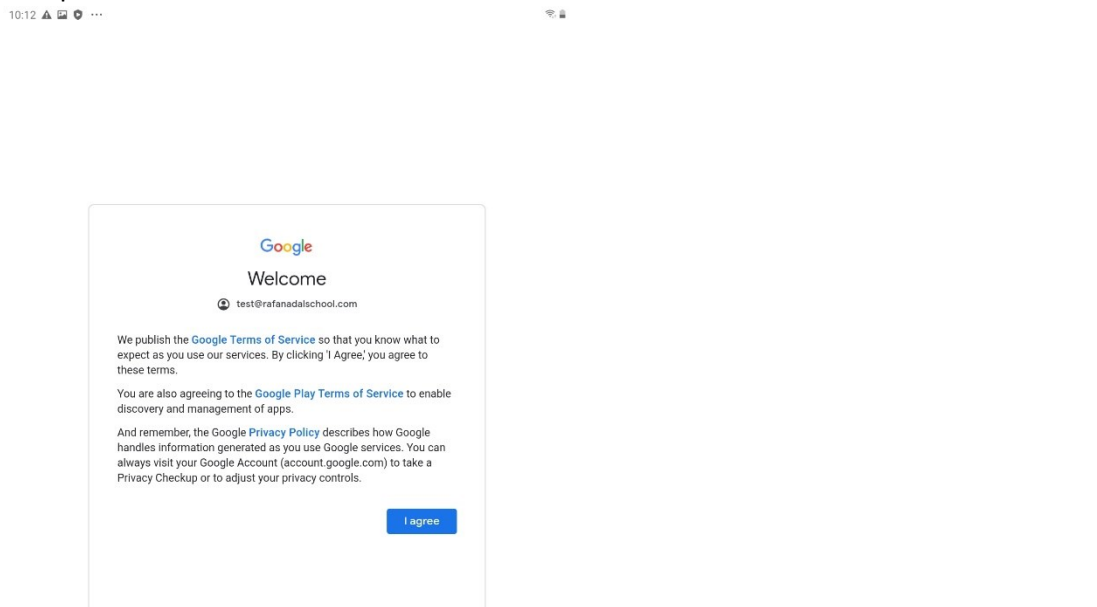 10:12
Google
Welcome
test@rafanadalschool.com
We publish the Google Terms of Service so that you know what to
expect as you use our services. By clicking 'I Agree,' you agree to
these terms.
You are also agreeing to the Google Play Terms of Service to enable
discovery and management of apps.
And remember, the Google Privacy Policy describes how Google
handles information generated as you use Google services. You can
always visit your Google Account (account.google.com) to take a
Privacy Checkup or to adjust your privacy controls.
I agree